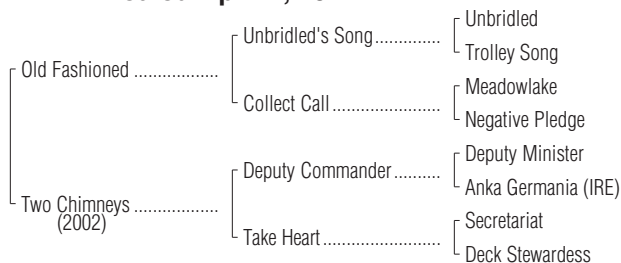 Old Fashioned ..................
Two Chimneys ..................
(2002)
Unbridled's Song..............
Collect Call .......................
Deputy Commander..........
Take Heart.........................
Unbridled
Trolley Song
Meadowlake
Negative Pledge
Deputy Minister
Anka Germania (IRE)
Secretariat
Deck Stewardess